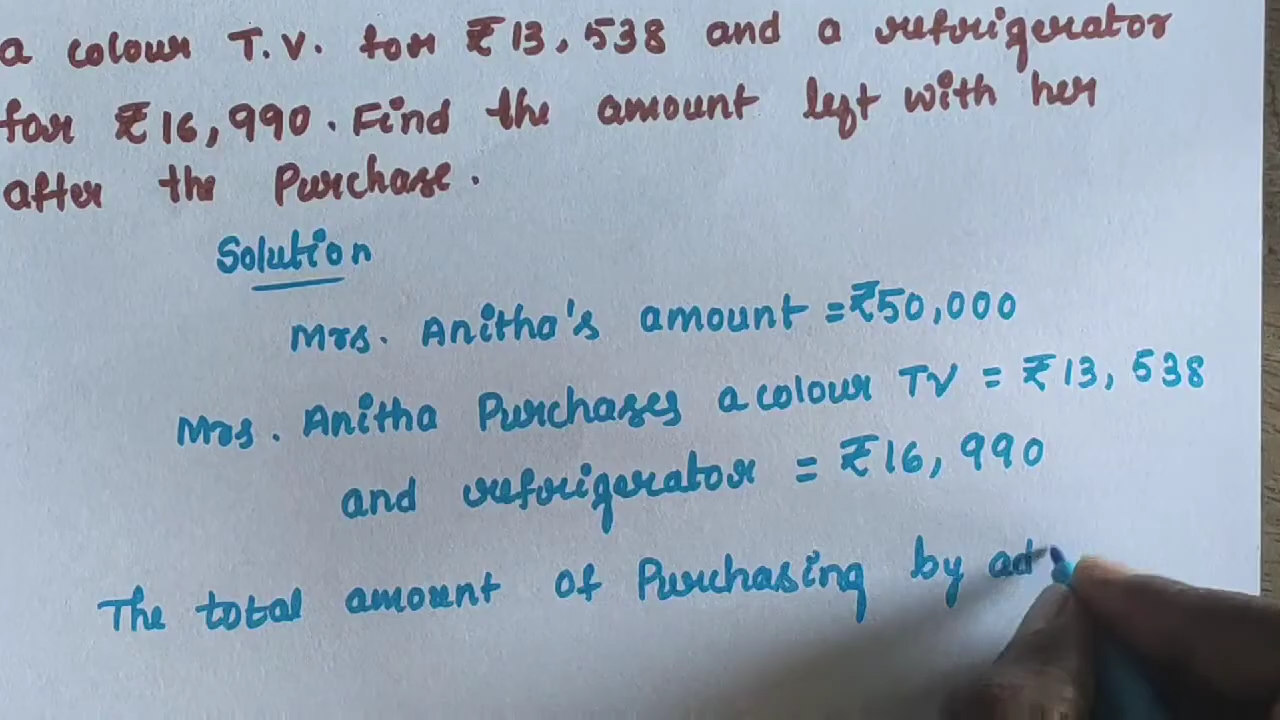 a colour T.V. for ₹13,538 and a refrigerator
for ₹16,990. Find the amount left with her
after the Purchase.
Solution
Mrs. Anitha's amount = ₹50,000
Mrs. Anitha Purchases a colour TV = ₹13,538
and refrigerator = ₹16,990
The total amount of Purchasing by ad